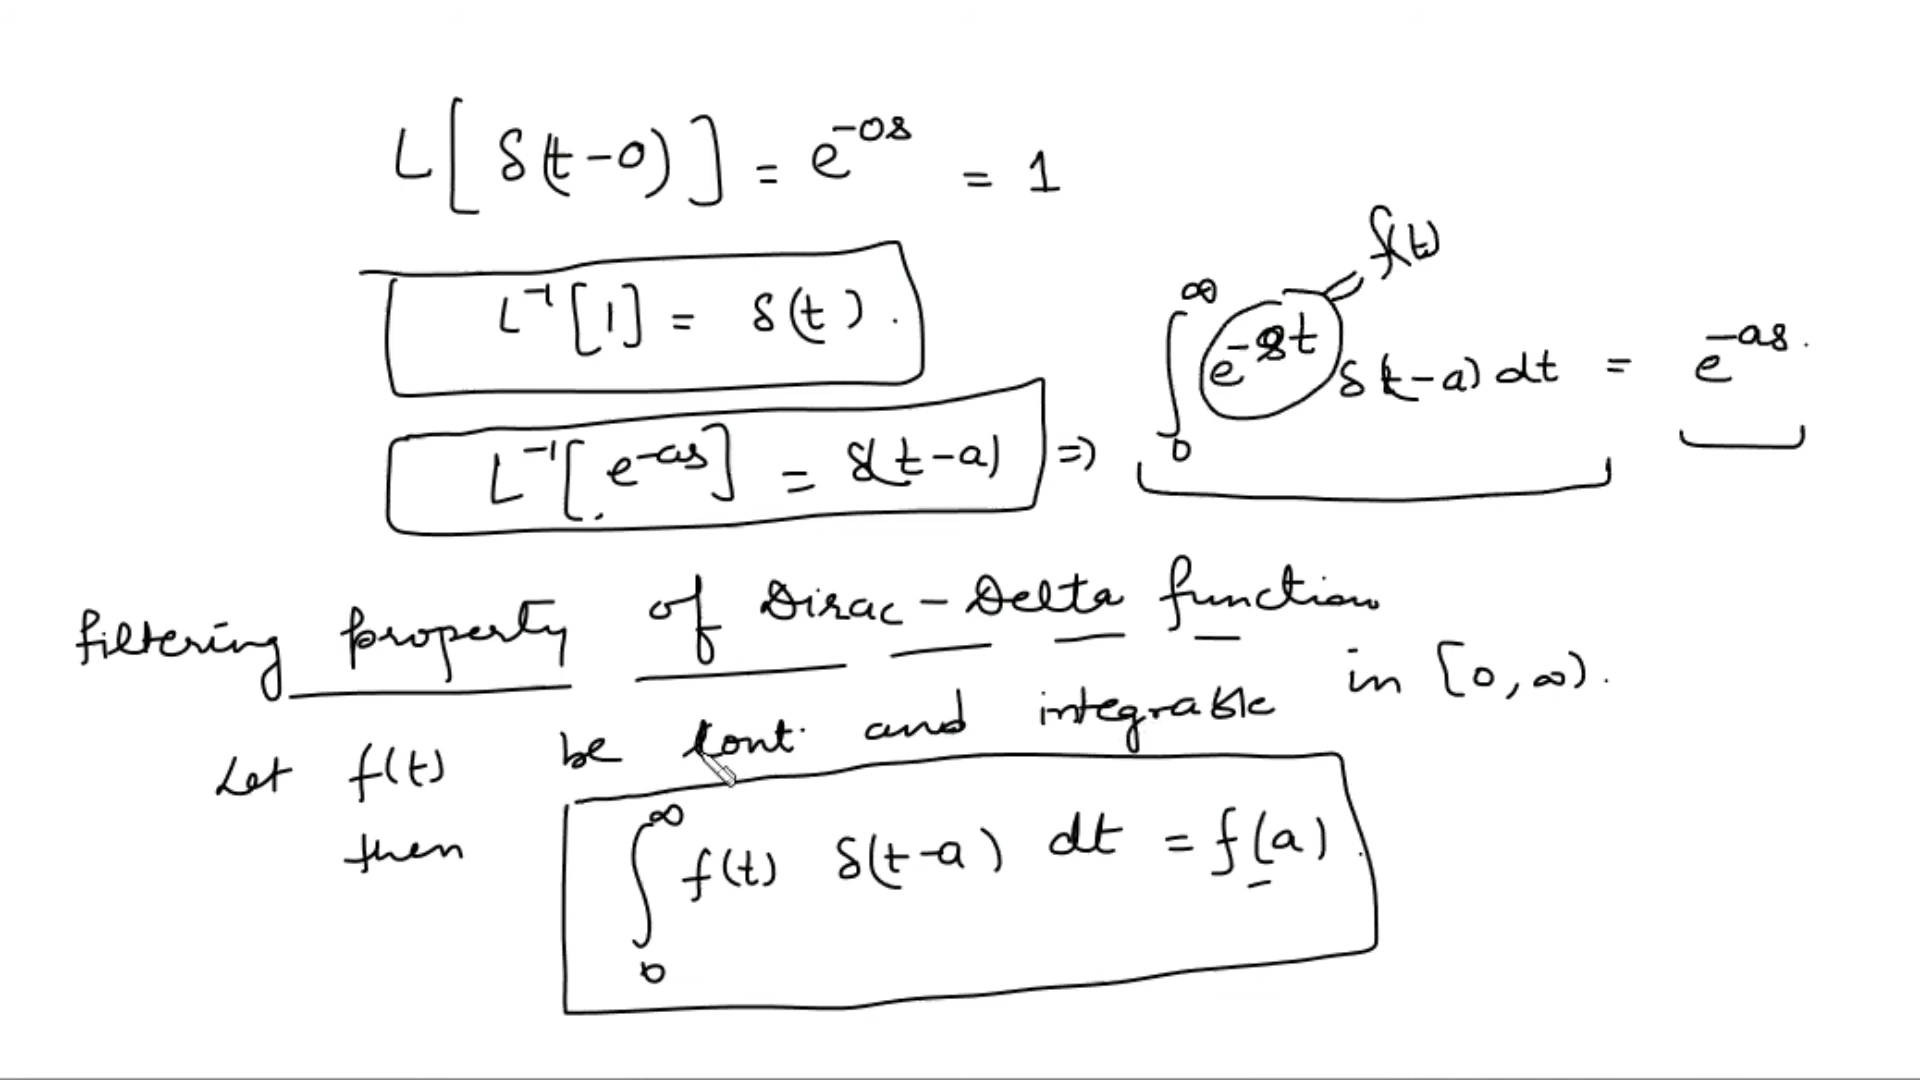 L[δ(t-0)] = e^{-0s} = 1
L^{-1}[1] = δ(t).
f(t)
∫_0^∞ e^{-st} δ(t-a) dt = e^{-as}.
L^{-1}[e^{-as}] = δ(t-a) ⇒
filtering property of Dirac-Delta function
Let f(t) be cont. and integrable in [0, ∞).
then ∫_0^∞ f(t) δ(t-a) dt = f(a).